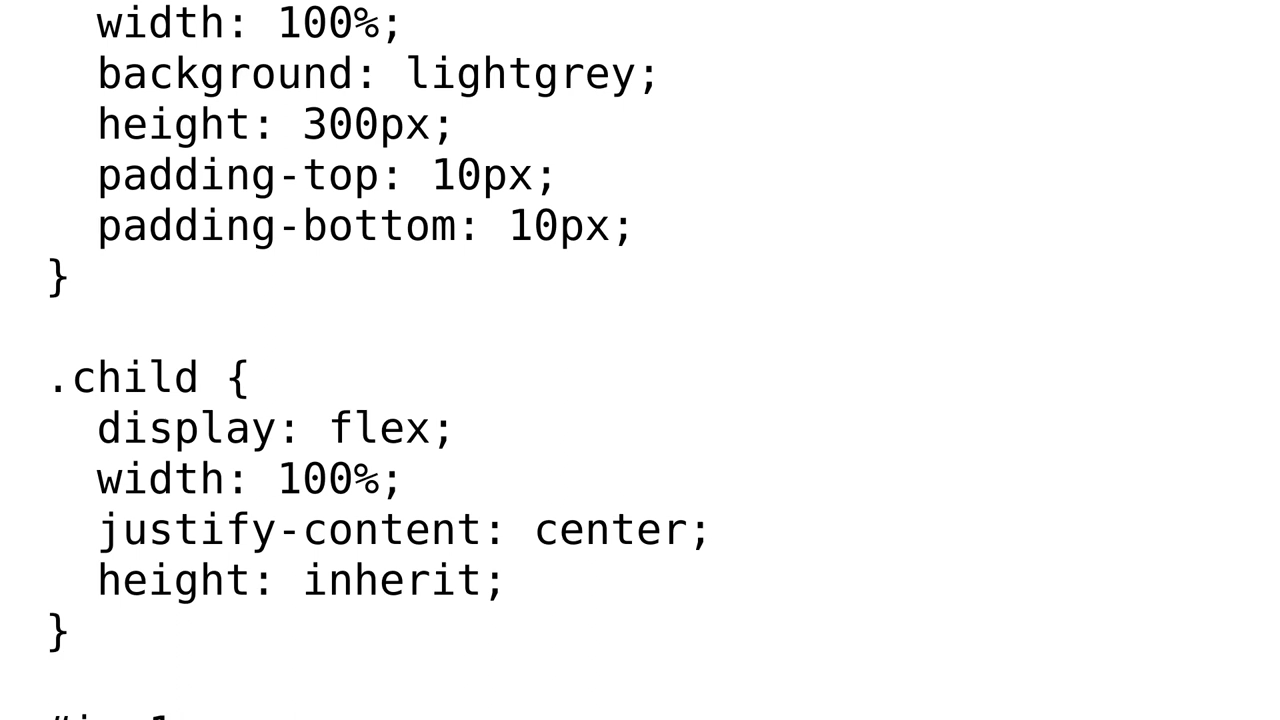 width: 100%;
background: lightgrey;
height: 300px;
padding-top: 10px;
padding-bottom: 10px;
}
.child {
display: flex;
width: 100%;
justify-content: center;
height: inherit;
}